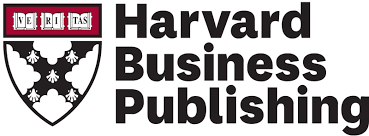 VE RI TAS
Harvard
Business
Publishing